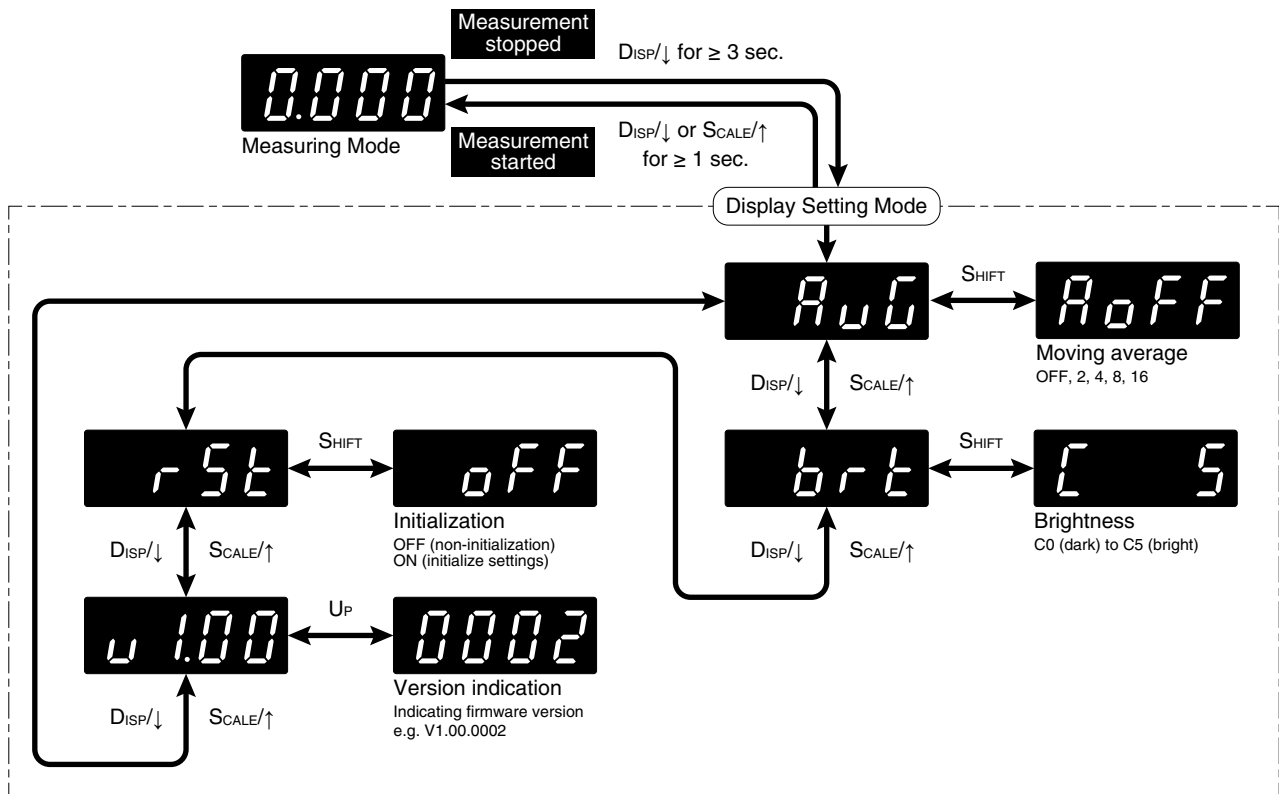 Measurement
stopped
DISP/↓ for ≥ 3 sec.
0.000
Measuring Mode
Measurement
started
DISP/↓ or SCALE/↑
for ≥ 1 sec.
Display Setting Mode
AvG
SHIFT
AoFF
Moving average
OFF, 2, 4, 8, 16
DISP/↓ SCALE/↑
rSt
SHIFT
oFF
Initialization
OFF (non-initialization)
ON (initialize settings)
brt
SHIFT
C 5
Brightness
C0 (dark) to C5 (bright)
DISP/↓ SCALE/↑
DISP/↓ SCALE/↑
v 1.00
UP
0002
Version indication
Indicating firmware version
e.g. V1.00.0002
DISP/↓ SCALE/↑